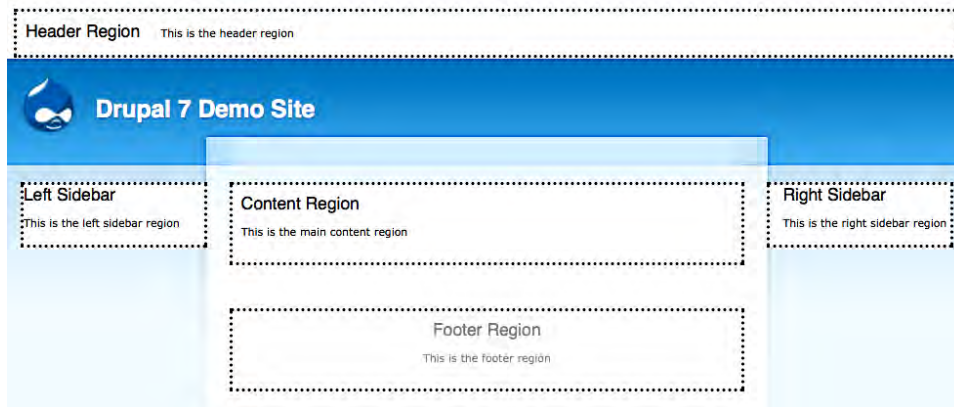 Header Region This is the header region
Drupal 7 Demo Site
Left Sidebar
This is the left sidebar region
Content Region
This is the main content region
Right Sidebar
This is the right sidebar region
Footer Region
This is the footer region